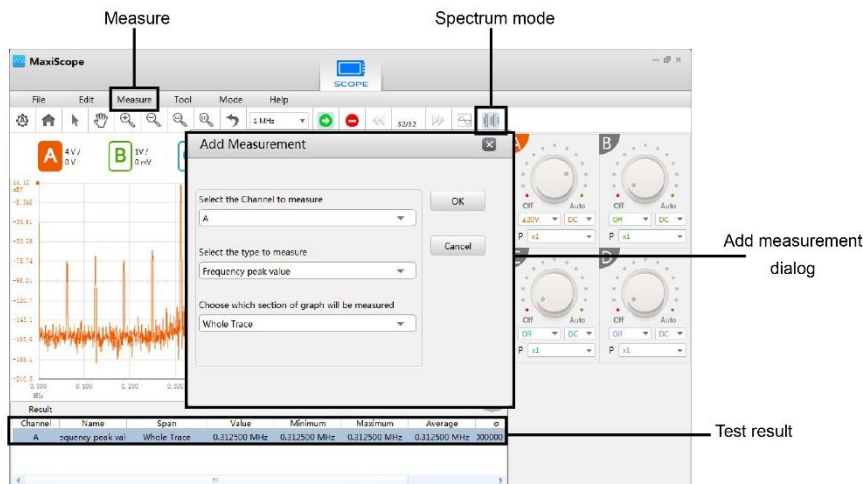 Measure
Spectrum mode
MaxiScope
SCOPE
File Edit Measure Tool Mode Help
1 MHz 32/32
A 4 V/ 0 V
B 1V/ 0 mV
Add Measurement
Select the Channel to measure
A
OK
Select the type to measure
Frequency peak value
Cancel
Choose which section of graph will be measured
Whole Trace
A
Off Auto
±20V DC
P x1
B
Off Auto
Off DC
P x1
C
Off Auto
Off DC
P x1
D
Off Auto
Off DC
P x1
Add measurement
dialog
0.000 0.100 0.200 0.300
MHz
Result
Channel Name Span Value Minimum Maximum Average σ
A equency peak val Whole Trace 0.312500 MHz 0.312500 MHz 0.312500 MHz 0.312500 MHz 000000
Test result